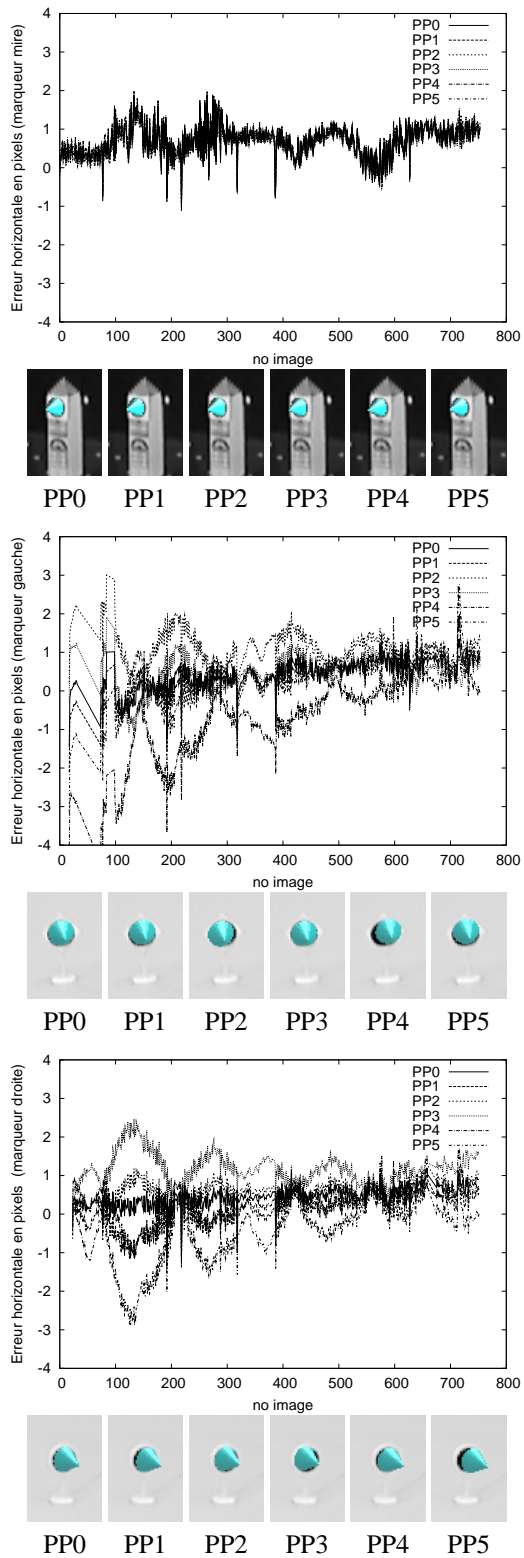 Erreur horizontale en pixels (marqueur mire)
4
3
2
1
0
-1
-2
-3
-4
PP0
PP1
PP2
PP3
PP4
PP5
0 100 200 300 400 500 600 700 800
no image
PP0 PP1 PP2 PP3 PP4 PP5
Erreur horizontale en pixels (marqueur gauche)
4
3
2
1
0
-1
-2
-3
-4
PP0
PP1
PP2
PP3
PP4
PP5
0 100 200 300 400 500 600 700 800
no image
PP0 PP1 PP2 PP3 PP4 PP5
Erreur horizontale en pixels (marqueur droite)
4
3
2
1
0
-1
-2
-3
-4
PP0
PP1
PP2
PP3
PP4
PP5
0 100 200 300 400 500 600 700 800
no image
PP0 PP1 PP2 PP3 PP4 PP5